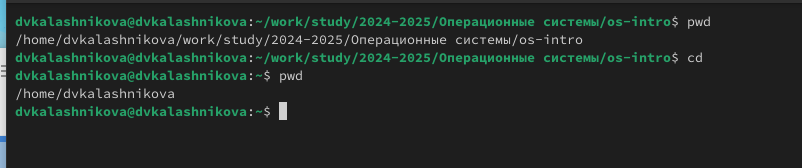 dvkalashnikova@dvkalashnikova:~/work/study/2024-2025/Операционные системы/os-intro$ pwd
/home/dvkalashnikova/work/study/2024-2025/Операционные системы/os-intro
dvkalashnikova@dvkalashnikova:~/work/study/2024-2025/Операционные системы/os-intro$ cd
dvkalashnikova@dvkalashnikova:~$ pwd
/home/dvkalashnikova
dvkalashnikova@dvkalashnikova:~$